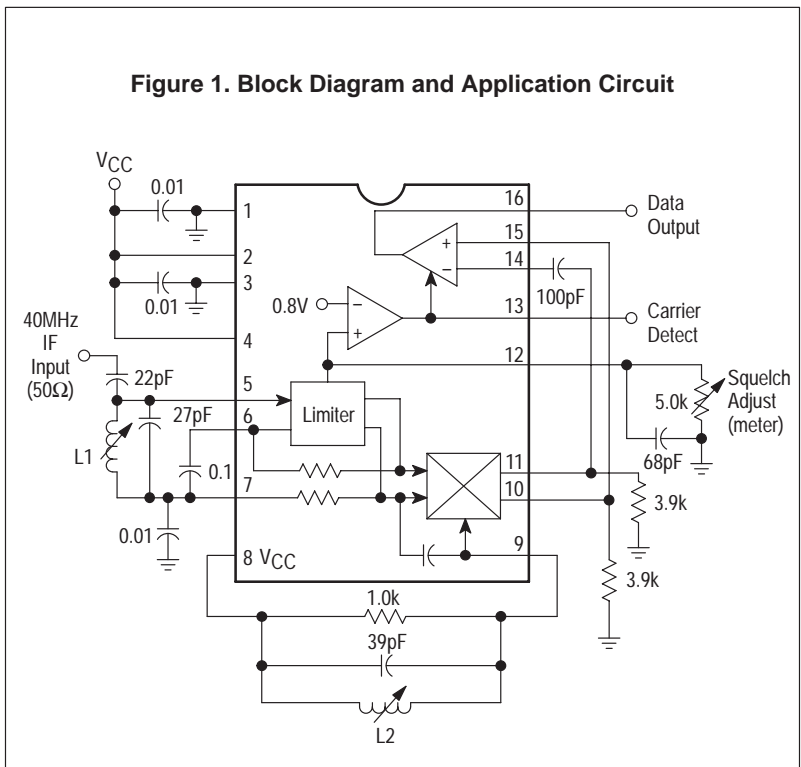 Figure 1. Block Diagram and Application Circuit
VCC
0.01
1
2
3
0.01
4
40MHz
IF
Input
(50Ω)
22pF
5
27pF
6
L1
0.1
7
0.01
8 VCC
Limiter
0.8V
−
+
+
−
16
Data
Output
15
14
100pF
13
Carrier
Detect
12
Squelch
Adjust
(meter)
5.0k
68pF
11
10
3.9k
9
3.9k
1.0k
39pF
L2